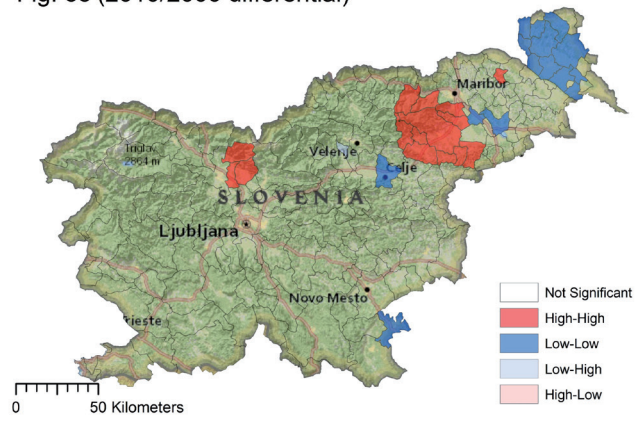 Maribor
Triglav
2864 m
Velenje
Celje
SLOVENIA
Ljubljana
Novo Mesto
rieste
Not Significant
High-High
Low-Low
Low-High
High-Low
0 50 Kilometers